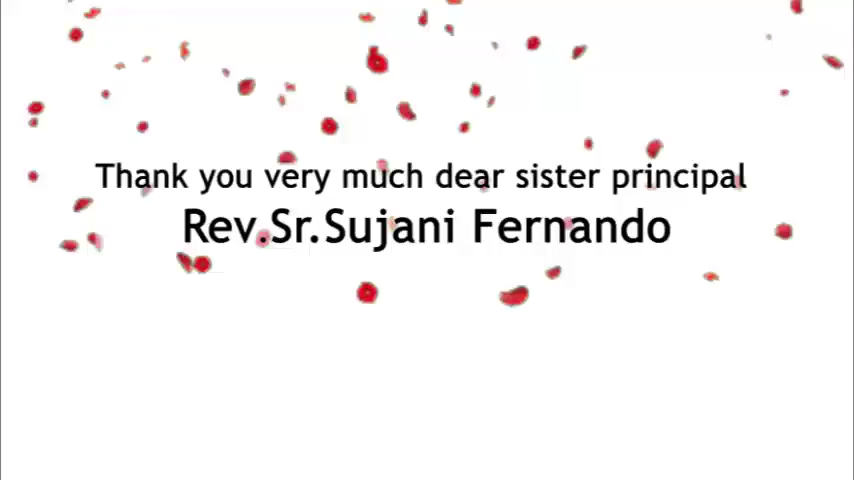 Thank you very much dear sister principal
Rev.Sr.Sujani Fernando